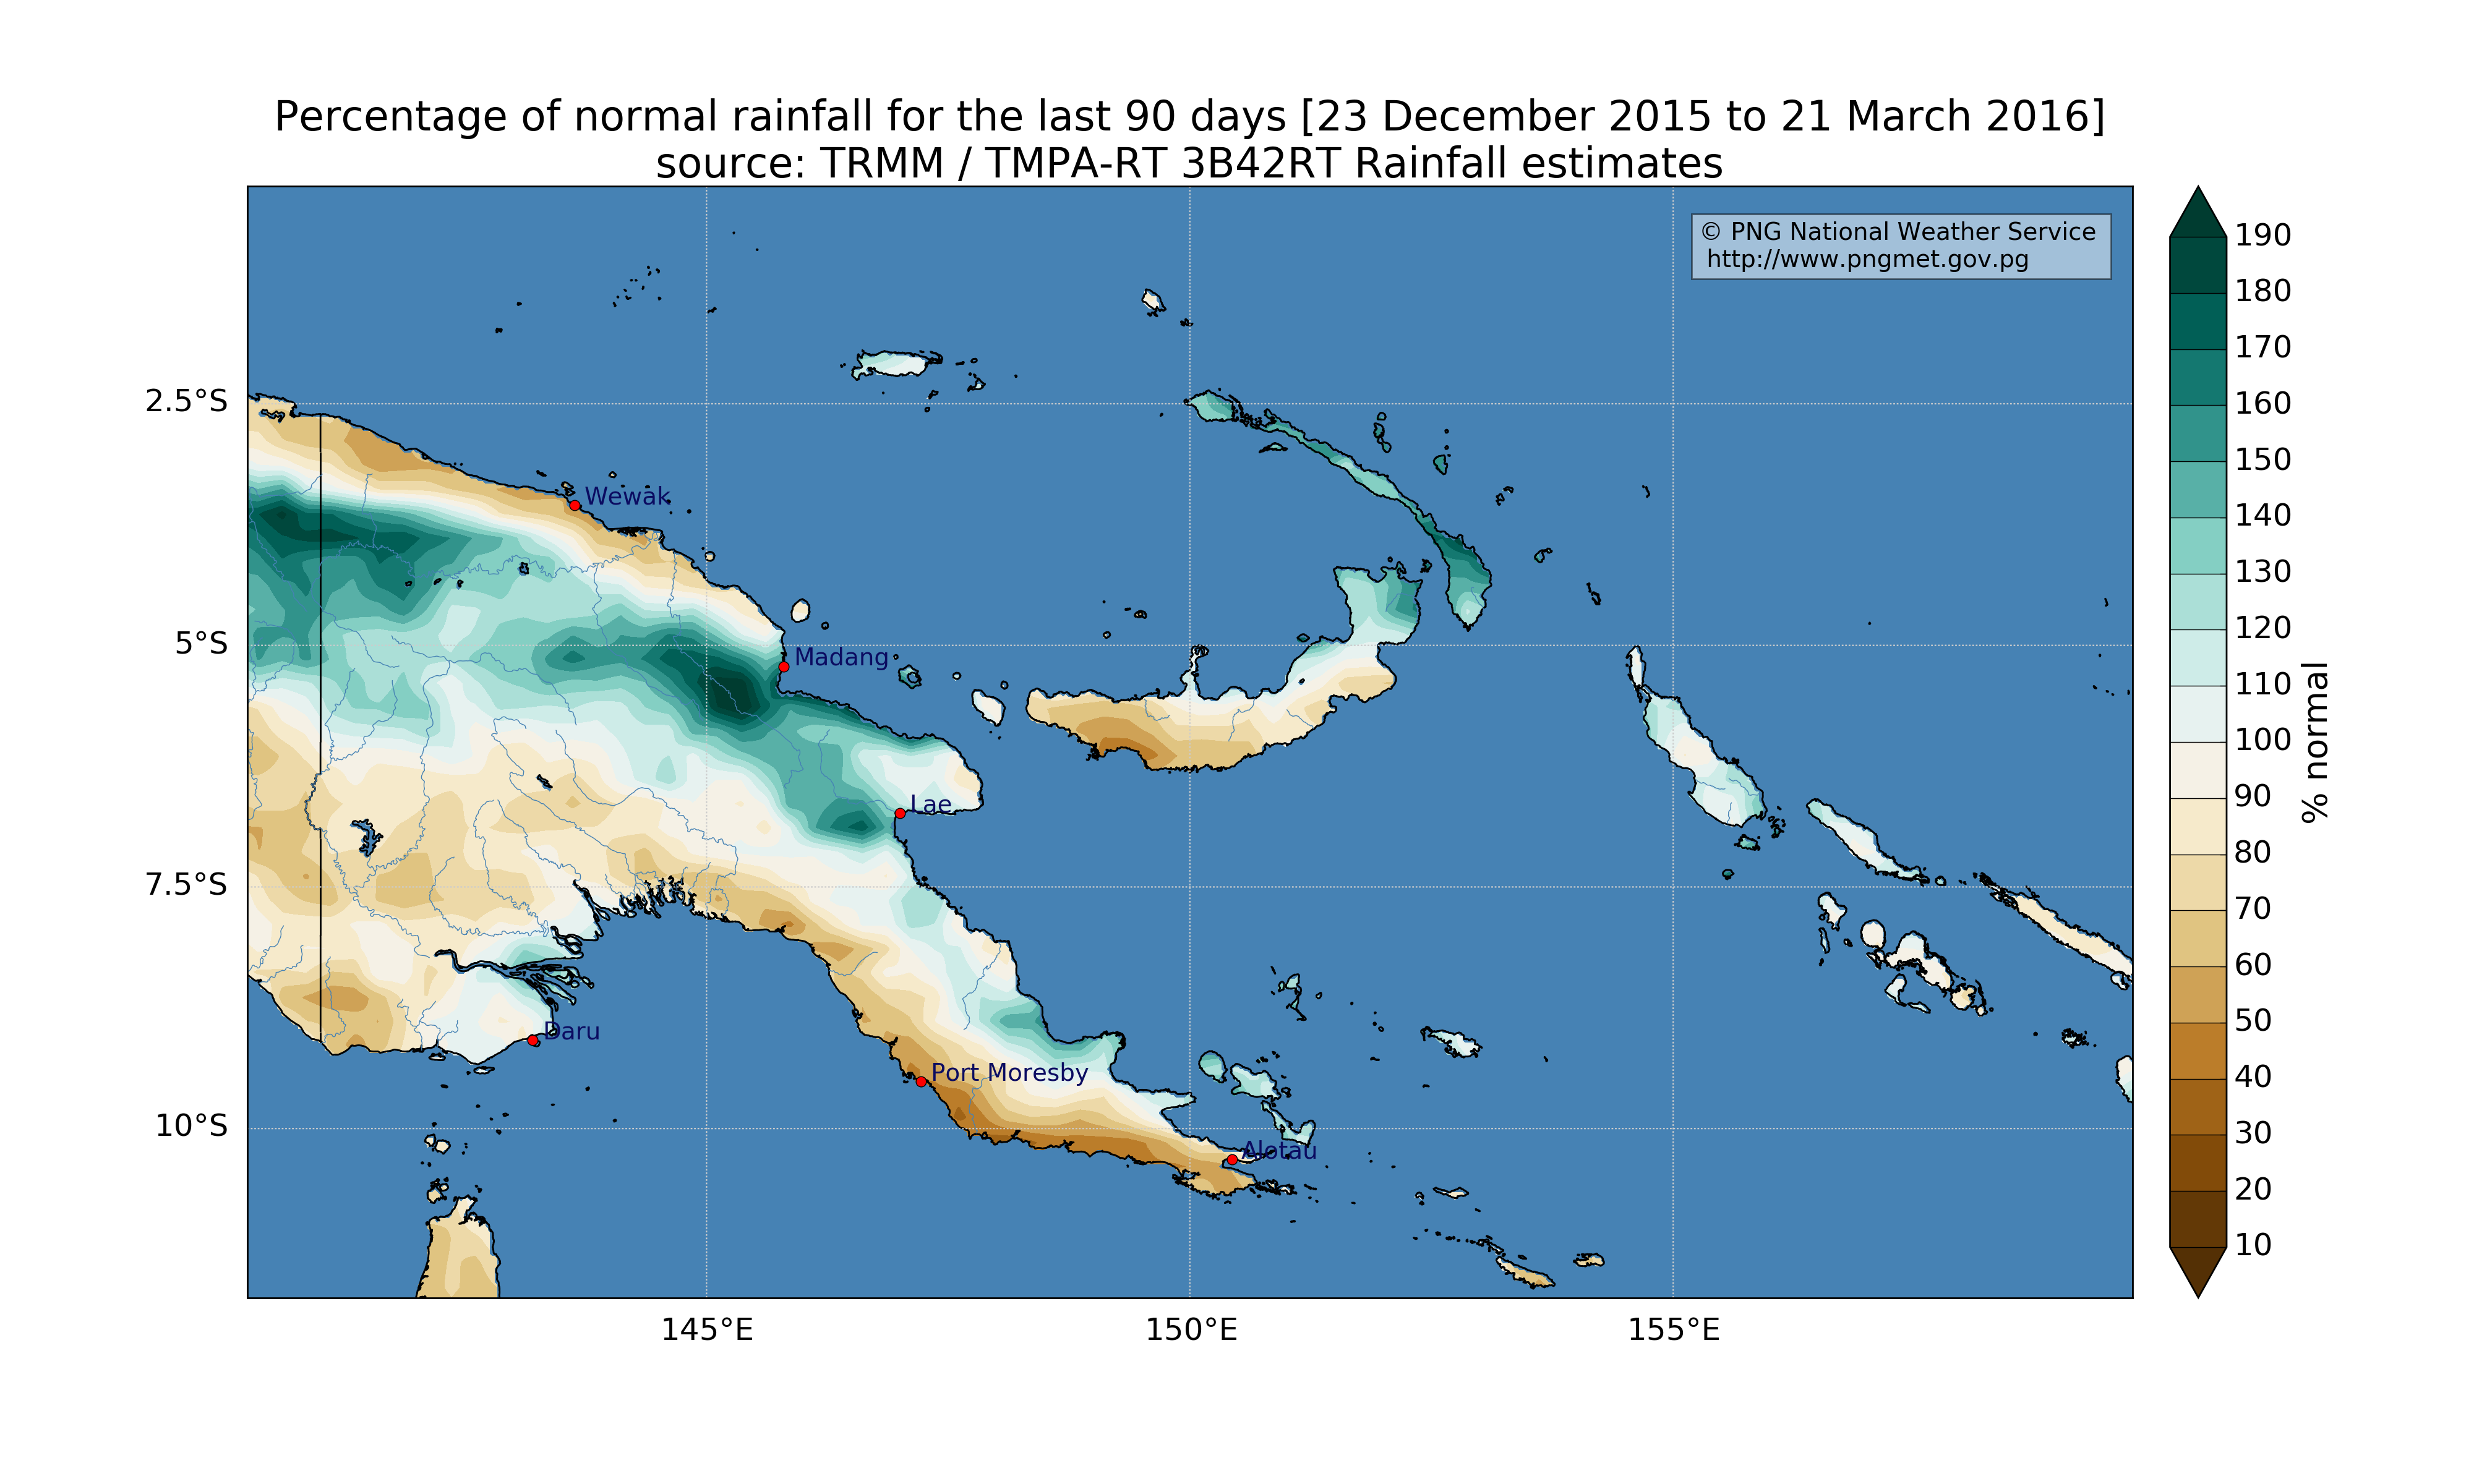 Percentage of normal rainfall for the last 90 days [23 December 2015 to 21 March 2016]
source: TRMM / TMPA-RT 3B42RT Rainfall estimates
© PNG National Weather Service
http://www.pngmet.gov.pg
2.5°S
5°S
7.5°S
10°S
Wewak
Madang
Lae
Daru
Port Moresby
Alotau
145°E
150°E
155°E
190
180
170
160
150
140
130
120
110
100
90
80
70
60
50
40
30
20
10
% normal